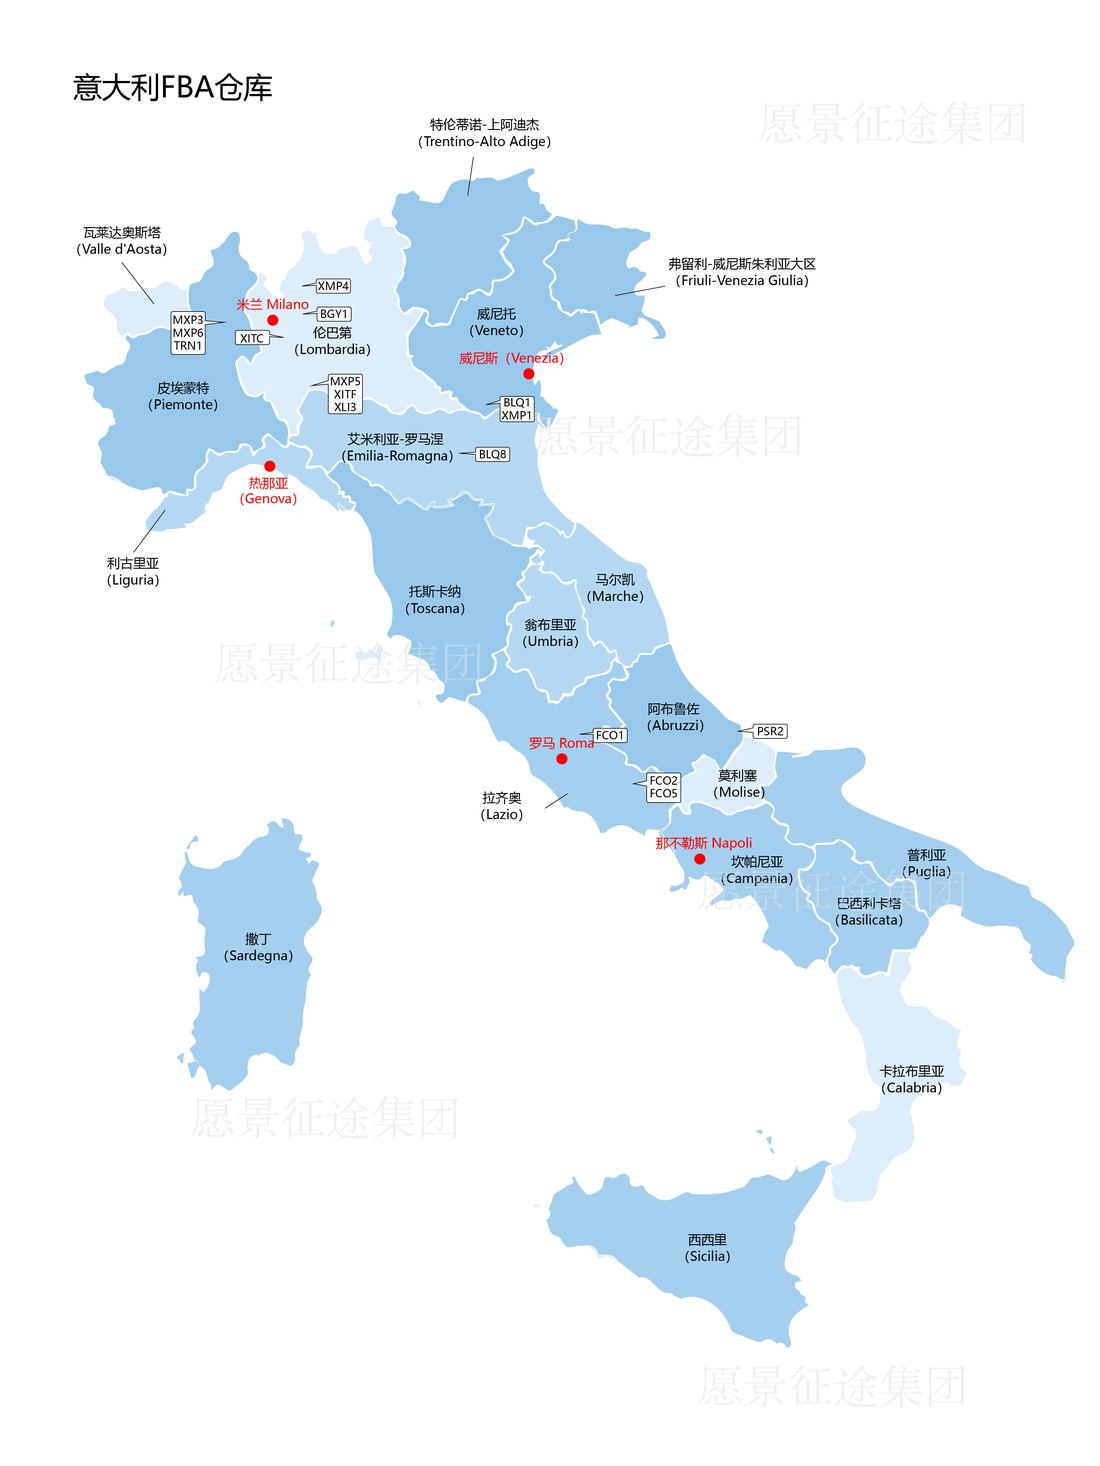 意大利FBA仓库
愿景征途集团
特伦蒂诺-上阿迪杰
(Trentino-Alto Adige)
瓦莱达奥斯塔
(Valle d'Aosta)
弗留利-威尼斯朱利亚大区
(Friuli-Venezia Giulia)
XMP4
米兰 Milano
BGY1
MXP3
MXP6
TRN1
XITC
伦巴第
(Lombardia)
威尼托
(Veneto)
威尼斯 (Venezia)
皮埃蒙特
(Piemonte)
MXP5
XITF
XLI3
BLQ1
XMP1
愿景征途集团
艾米利亚-罗马涅
(Emilia-Romagna)
BLQ8
热那亚
(Genova)
利古里亚
(Liguria)
托斯卡纳
(Toscana)
马尔凯
(Marche)
翁布里亚
(Umbria)
愿景征途集团
阿布鲁佐
(Abruzzi)
PSR2
FCO1
罗马 Roma
FCO2
FCO5
莫利塞
(Molise)
拉齐奥
(Lazio)
那不勒斯 Napoli
坎帕尼亚
(Campania)
普利亚
(Puglia)
愿景征途集团
巴西利卡塔
(Basilicata)
撒丁
(Sardegna)
卡拉布里亚
(Calabria)
愿景征途集团
西西里
(Sicilia)
愿景征途集团